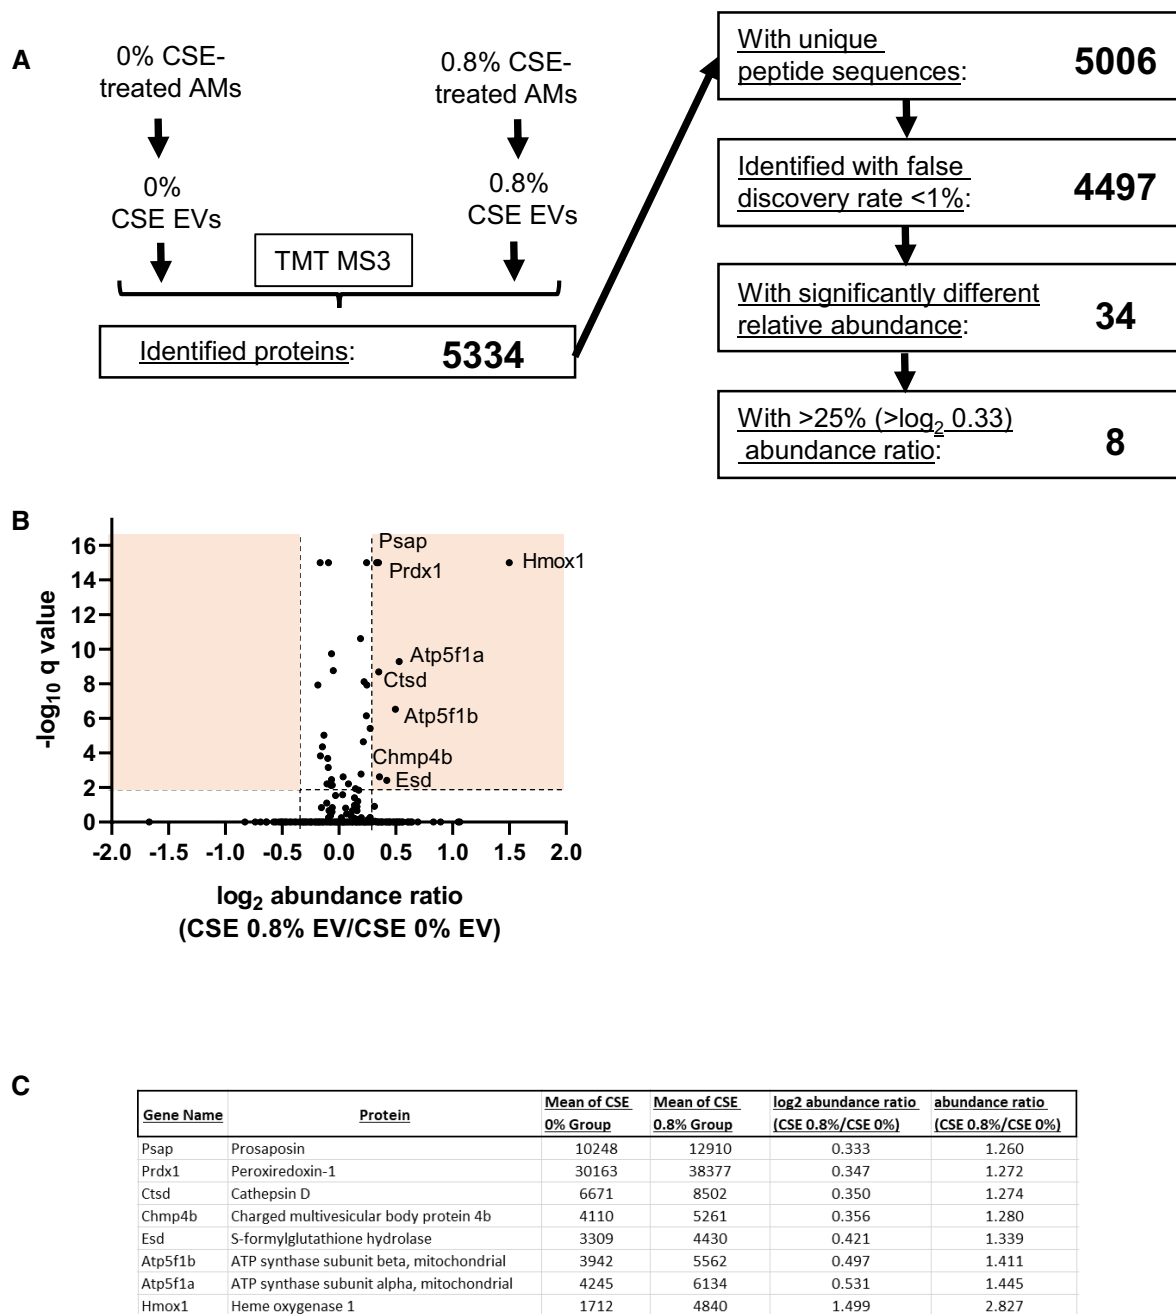 A
0% CSE-
treated AMs
0%
CSE EVs
0.8% CSE-
treated AMs
0.8%
CSE EVs
TMT MS3
Identified proteins: 5334
With unique
peptide sequences: 5006
Identified with false
discovery rate <1%: 4497
With significantly different
relative abundance: 34
With >25% (>log2 0.33)
abundance ratio: 8
B
-log10 q value
16
14
12
10
8
6
4
2
0
Psap
Prdx1
Hmox1
Atp5f1a
Ctsd
Atp5f1b
Chmp4b
Esd
-2.0 -1.5 -1.0 -0.5 0.0 0.5 1.0 1.5 2.0
log2 abundance ratio
(CSE 0.8% EV/CSE 0% EV)
C
Gene Name Protein Mean of CSE 0% Group Mean of CSE 0.8% Group log2 abundance ratio (CSE 0.8%/CSE 0%) abundance ratio (CSE 0.8%/CSE 0%)
Psap Prosaposin 10248 12910 0.333 1.260
Prdx1 Peroxiredoxin-1 30163 38377 0.347 1.272
Ctsd Cathepsin D 6671 8502 0.350 1.274
Chmp4b Charged multivesicular body protein 4b 4110 5261 0.356 1.280
Esd S-formylglutathione hydrolase 3309 4430 0.421 1.339
Atp5f1b ATP synthase subunit beta, mitochondrial 3942 5562 0.497 1.411
Atp5f1a ATP synthase subunit alpha, mitochondrial 4245 6134 0.531 1.445
Hmox1 Heme oxygenase 1 1712 4840 1.499 2.827